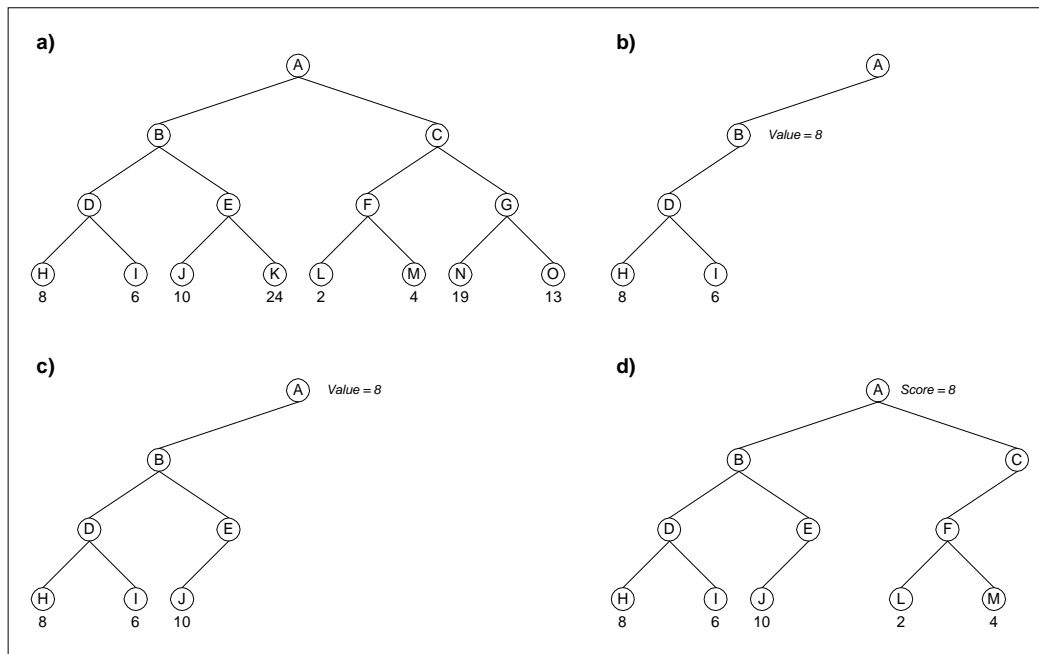 a)
A
B C
D E F G
H I J K L M N O
8 6 10 24 2 4 19 13
b)
A
B Value = 8
D
H I
8 6
c)
A Value = 8
B
D E
H I J
8 6 10
d)
A Score = 8
B C
D E F
H I J L M
8 6 10 2 4